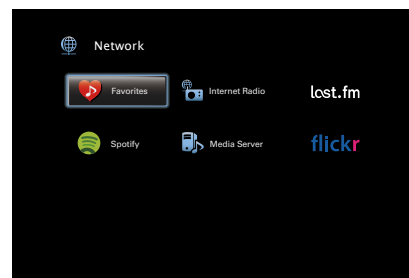 Network
Favorites
Internet Radio
last.fm
Spotify
Media Server
flickr